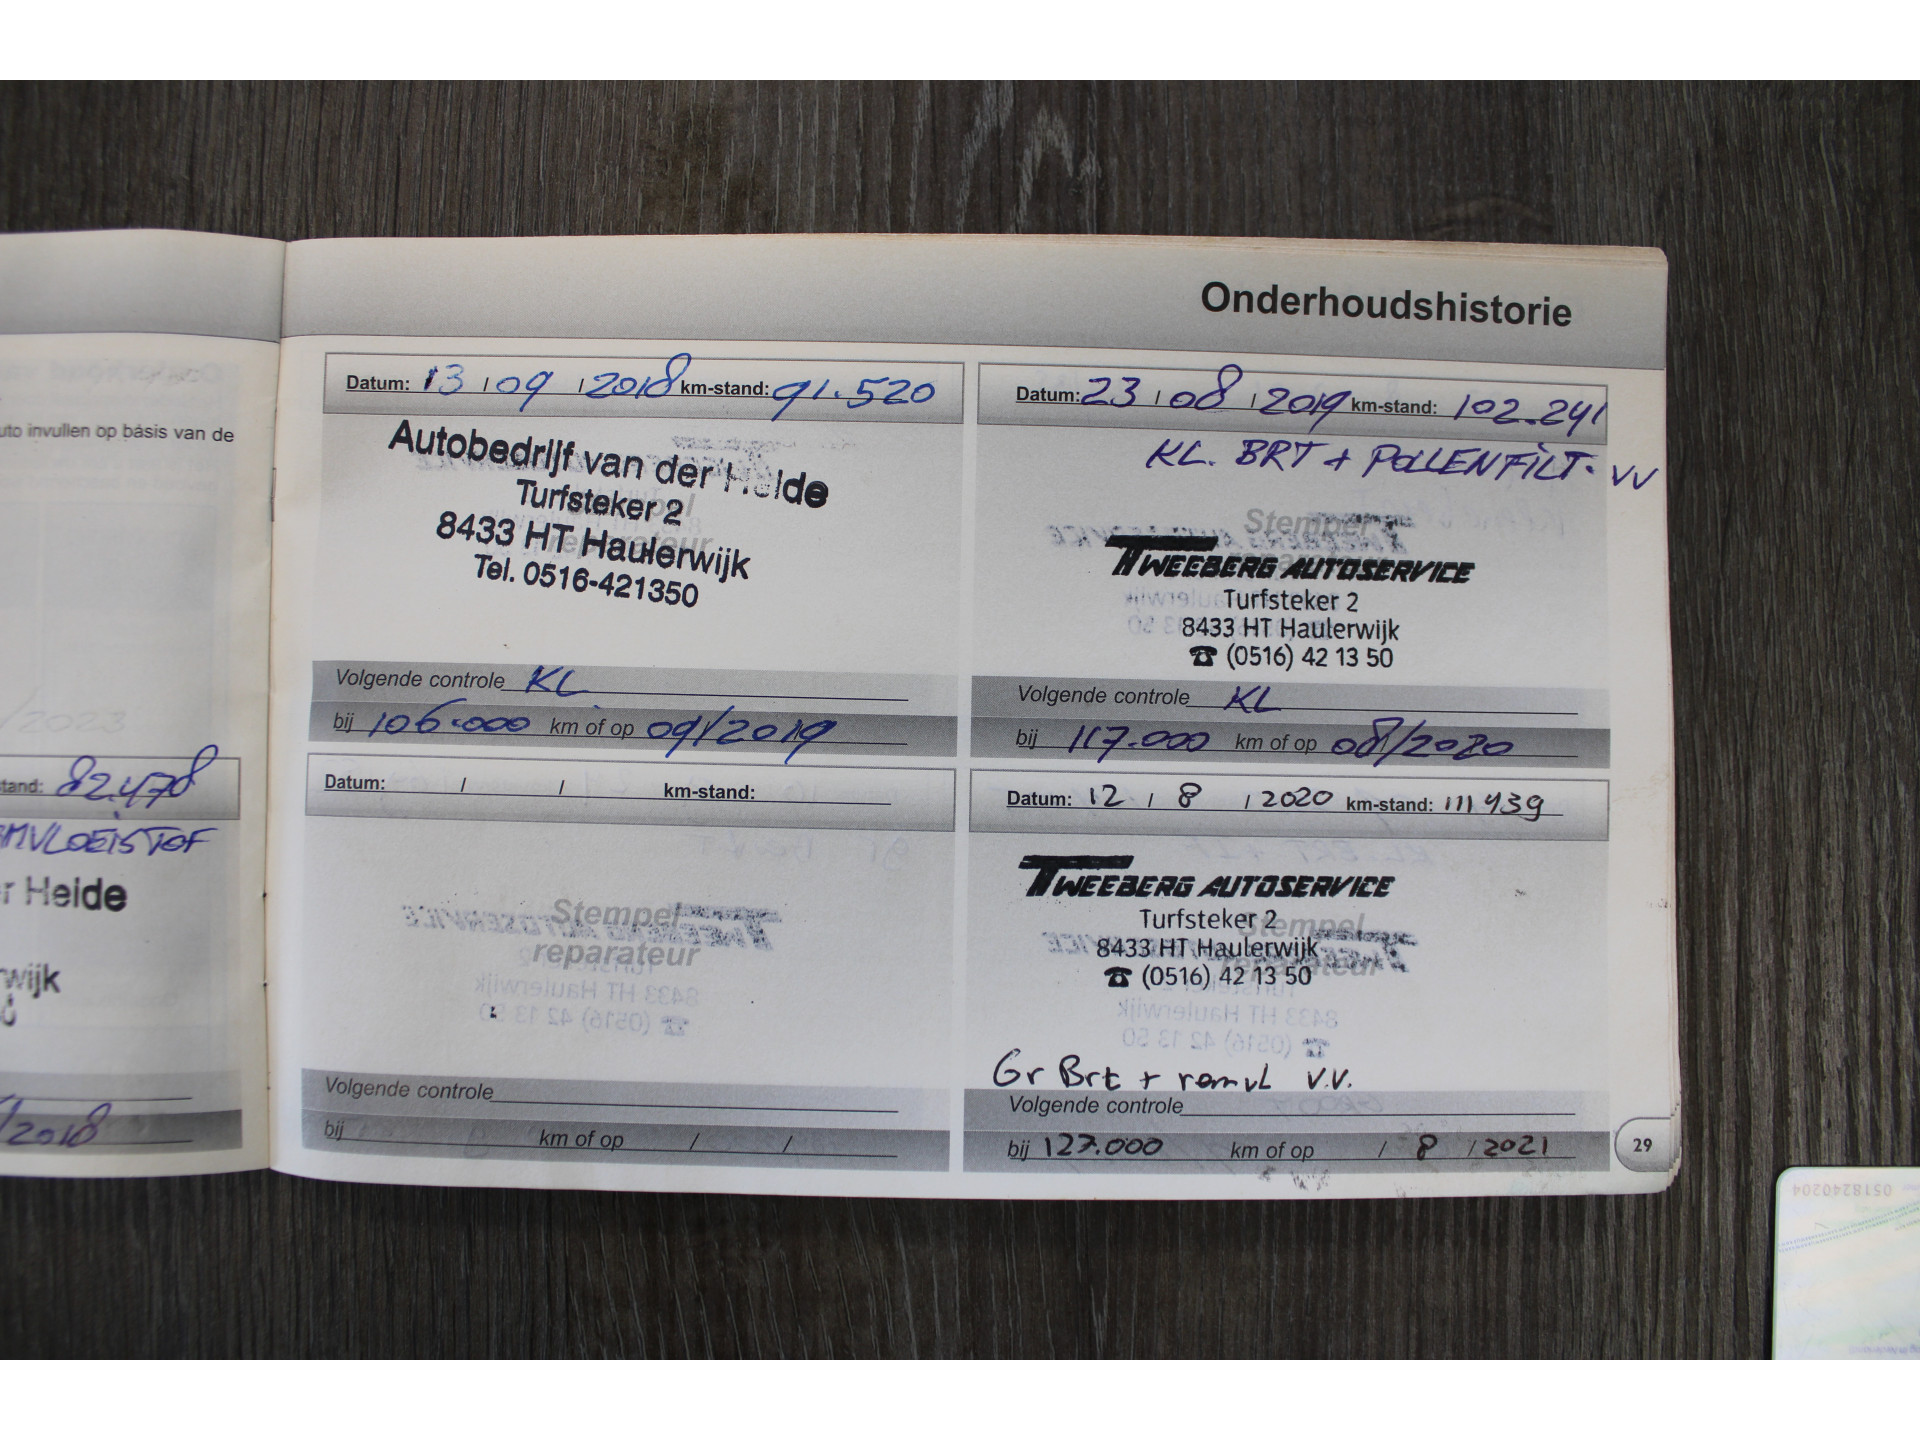 Onderhoudshistorie
uto invullen op basis van de
/2023
tand: 82.478
MVLOEISTOF
r Heide
wijk
/2018
Datum: 13 / 09 / 2018 km-stand: 91.520
Autobedrijf van der Heide
Turfsteker 2
8433 HT Haulerwijk
Tel. 0516-421350
Volgende controle KL
bij 106.000 km of op 09/2019
Datum: 23 / 08 / 2019 km-stand: 102.241
KL. BRT + POLLENFILT. VV
Stempel
TWEEBERG AUTOSERVICE
Turfsteker 2
8433 HT Haulerwijk
☎ (0516) 42 13 50
Volgende controle KL
bij 117.000 km of op 08/2020
Datum: / / km-stand:
Stempel
reparateur
Volgende controle
bij km of op / /
Datum: 12 / 8 / 2020 km-stand: 111439
TWEEBERG AUTOSERVICE
Turfsteker 2
Stempel
8433 HT Haulerwijk
reparateur
☎ (0516) 42 13 50
Gr Brt + remvl v.v.
Volgende controle
bij 127.000 km of op / 8 / 2021
29
0518240204